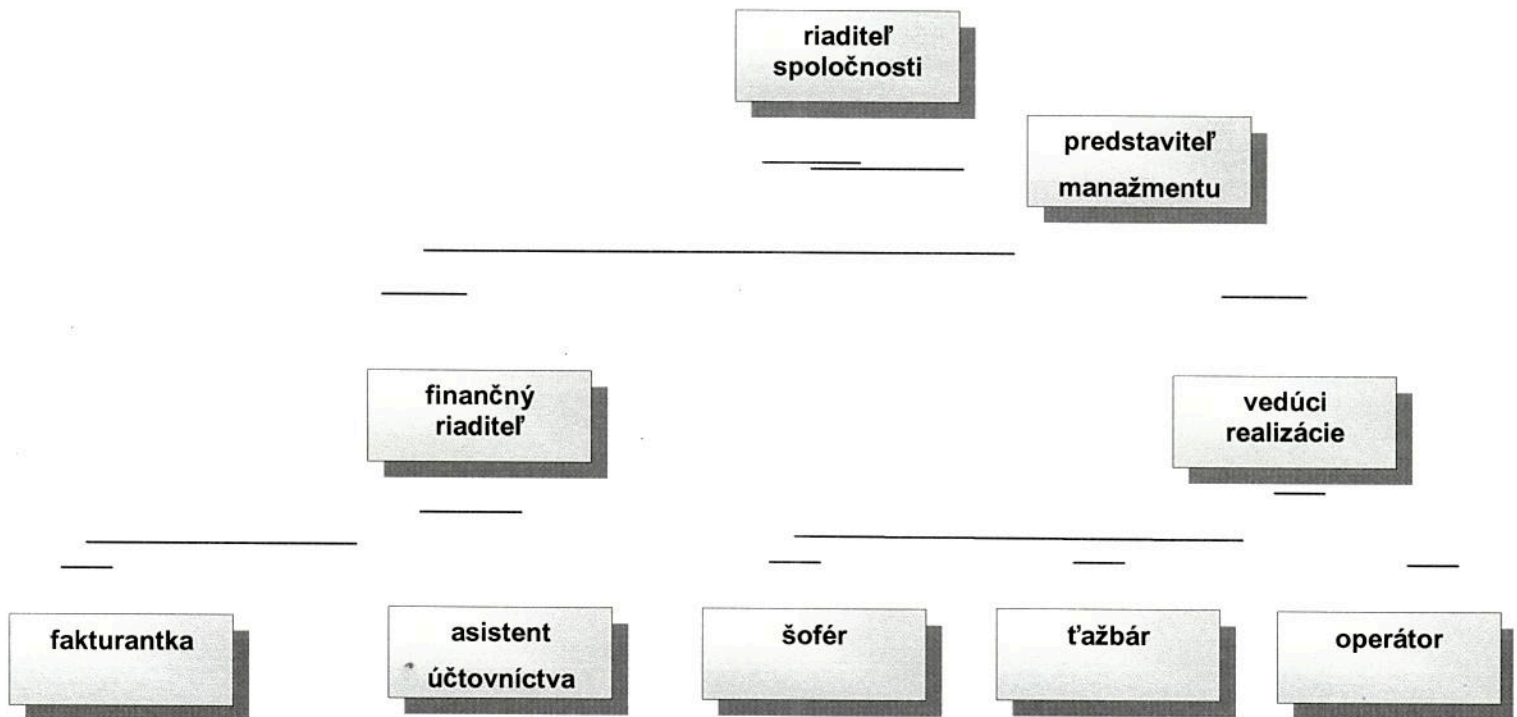 riaditeľ
spoločnosti
predstaviteľ
manažmentu
finančný
riaditeľ
vedúci
realizácie
fakturantka
asistent
účtovníctva
šofér
ťažbár
operátor